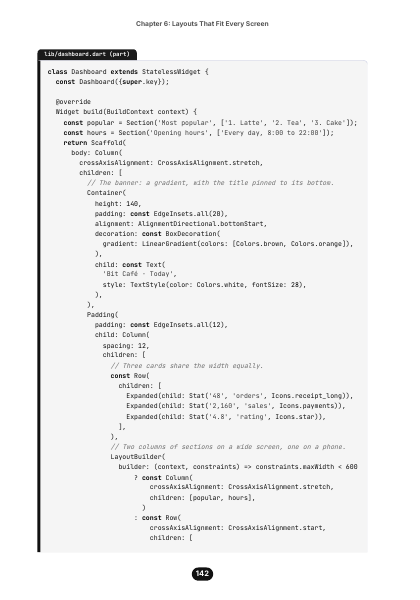 Chapter 6: Layouts That Fit Every Screen
lib/dashboard.dart (part)
class Dashboard extends StatelessWidget {
  const Dashboard({super.key});

  @override
  Widget build(BuildContext context) {
    const popular = Section('Most popular', ['1. Latte', '2. Tea', '3. Cake']);
    const hours = Section('Opening hours', ['Every day, 8:00 to 22:00']);
    return Scaffold(
      body: Column(
        crossAxisAlignment: CrossAxisAlignment.stretch,
        children: [
          // The banner: a gradient, with the title pinned to its bottom.
          Container(
            height: 140,
            padding: const EdgeInsets.all(20),
            alignment: AlignmentDirectional.bottomStart,
            decoration: const BoxDecoration(
              gradient: LinearGradient(colors: [Colors.brown, Colors.orange]),
            ),
            child: const Text(
              'Bit Café · Today',
              style: TextStyle(color: Colors.white, fontSize: 28),
            ),
          ),
          Padding(
            padding: const EdgeInsets.all(12),
            child: Column(
              spacing: 12,
              children: [
                // Three cards share the width equally.
                const Row(
                  children: [
                    Expanded(child: Stat('48', 'orders', Icons.receipt_long)),
                    Expanded(child: Stat('2,160', 'sales', Icons.payments)),
                    Expanded(child: Stat('4.8', 'rating', Icons.star)),
                  ],
                ),
                // Two columns of sections on a wide screen, one on a phone.
                LayoutBuilder(
                  builder: (context, constraints) => constraints.maxWidth < 600
                      ? const Column(
                          crossAxisAlignment: CrossAxisAlignment.stretch,
                          children: [popular, hours],
                        )
                      : const Row(
                          crossAxisAlignment: CrossAxisAlignment.start,
                          children: [
142